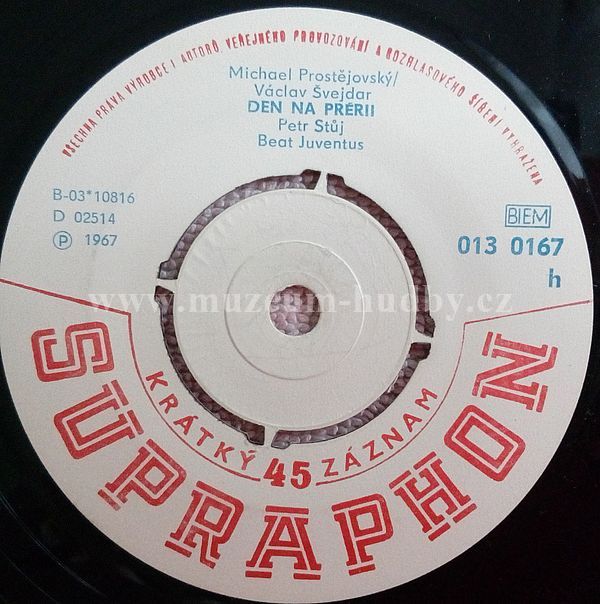 VŠECHNA PRÁVA VÝROBCE I AUTORŮ, VEŘEJNÉHO PROVOZOVÁNÍ A ROZHLASOVÉHO ŠÍŘENÍ VYHRAŽENA
Michael Prostějovský/
Václav Švejdar
DEN NA PRÉRII
Petr Stůj
Beat Juventus
B-03*10816
D 02514
Ⓟ 1967
BIEM
013 0167
h
www.muzeum-hudby.cz
KRÁTKÝ 45 ZÁZNAM
SUPRAPHON